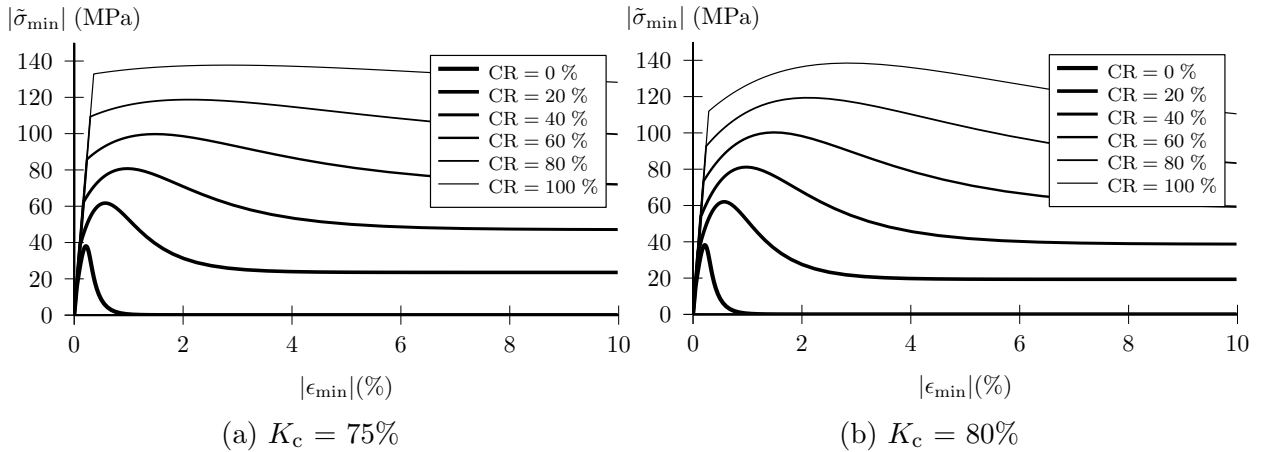 |σ̃min| (MPa)
140
120
100
80
60
40
20
0
0 2 4 6 8 10
|ϵmin|(%)
CR = 0 %
CR = 20 %
CR = 40 %
CR = 60 %
CR = 80 %
CR = 100 %
(a) Kc = 75%
|σ̃min| (MPa)
140
120
100
80
60
40
20
0
0 2 4 6 8 10
|ϵmin|(%)
CR = 0 %
CR = 20 %
CR = 40 %
CR = 60 %
CR = 80 %
CR = 100 %
(b) Kc = 80%